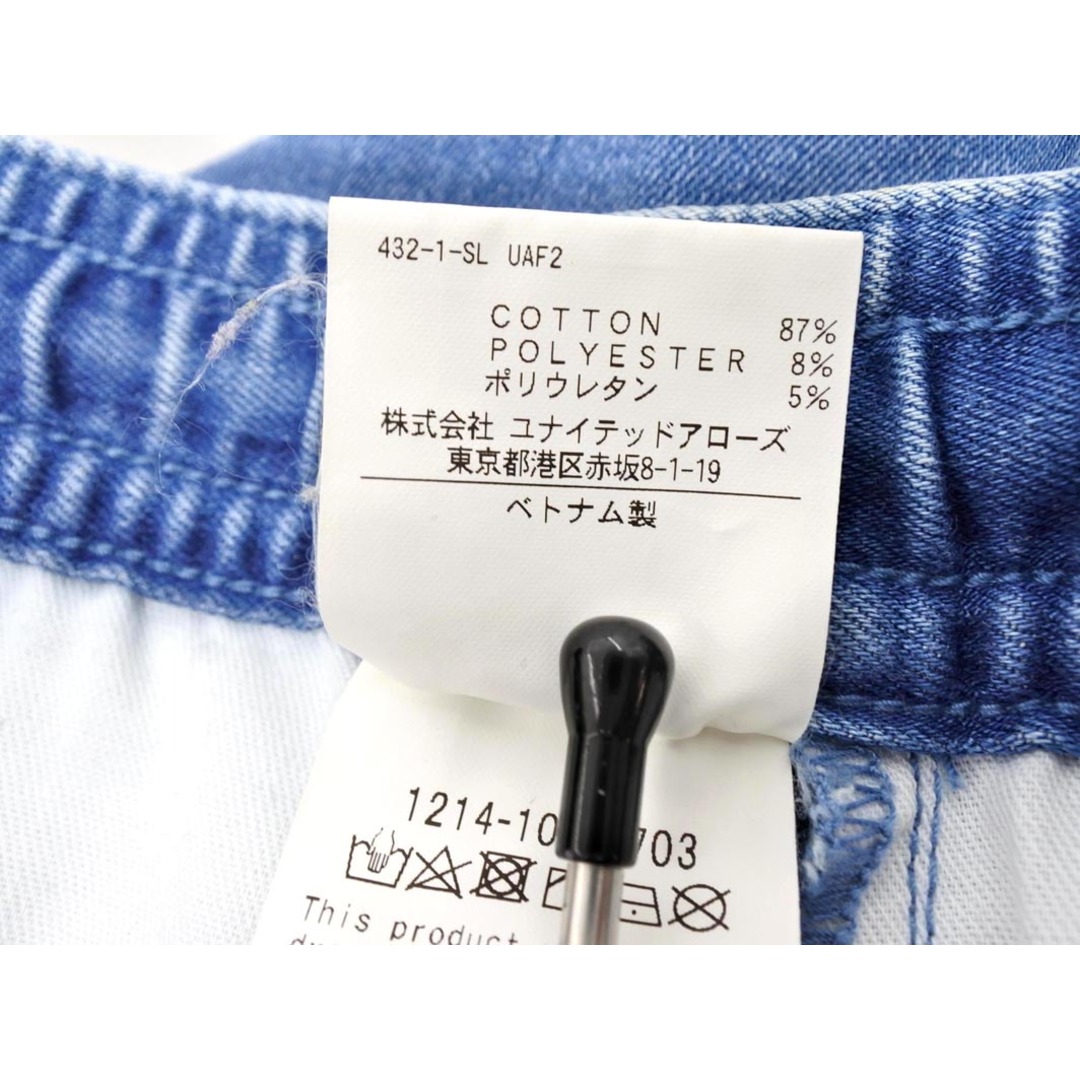 432-1-SL UAF2
COTTON 87%
POLYESTER 8%
ポリウレタン 5%
株式会社 ユナイテッドアローズ
東京都港区赤坂8-1-19
ベトナム製
1214-10 703
This product